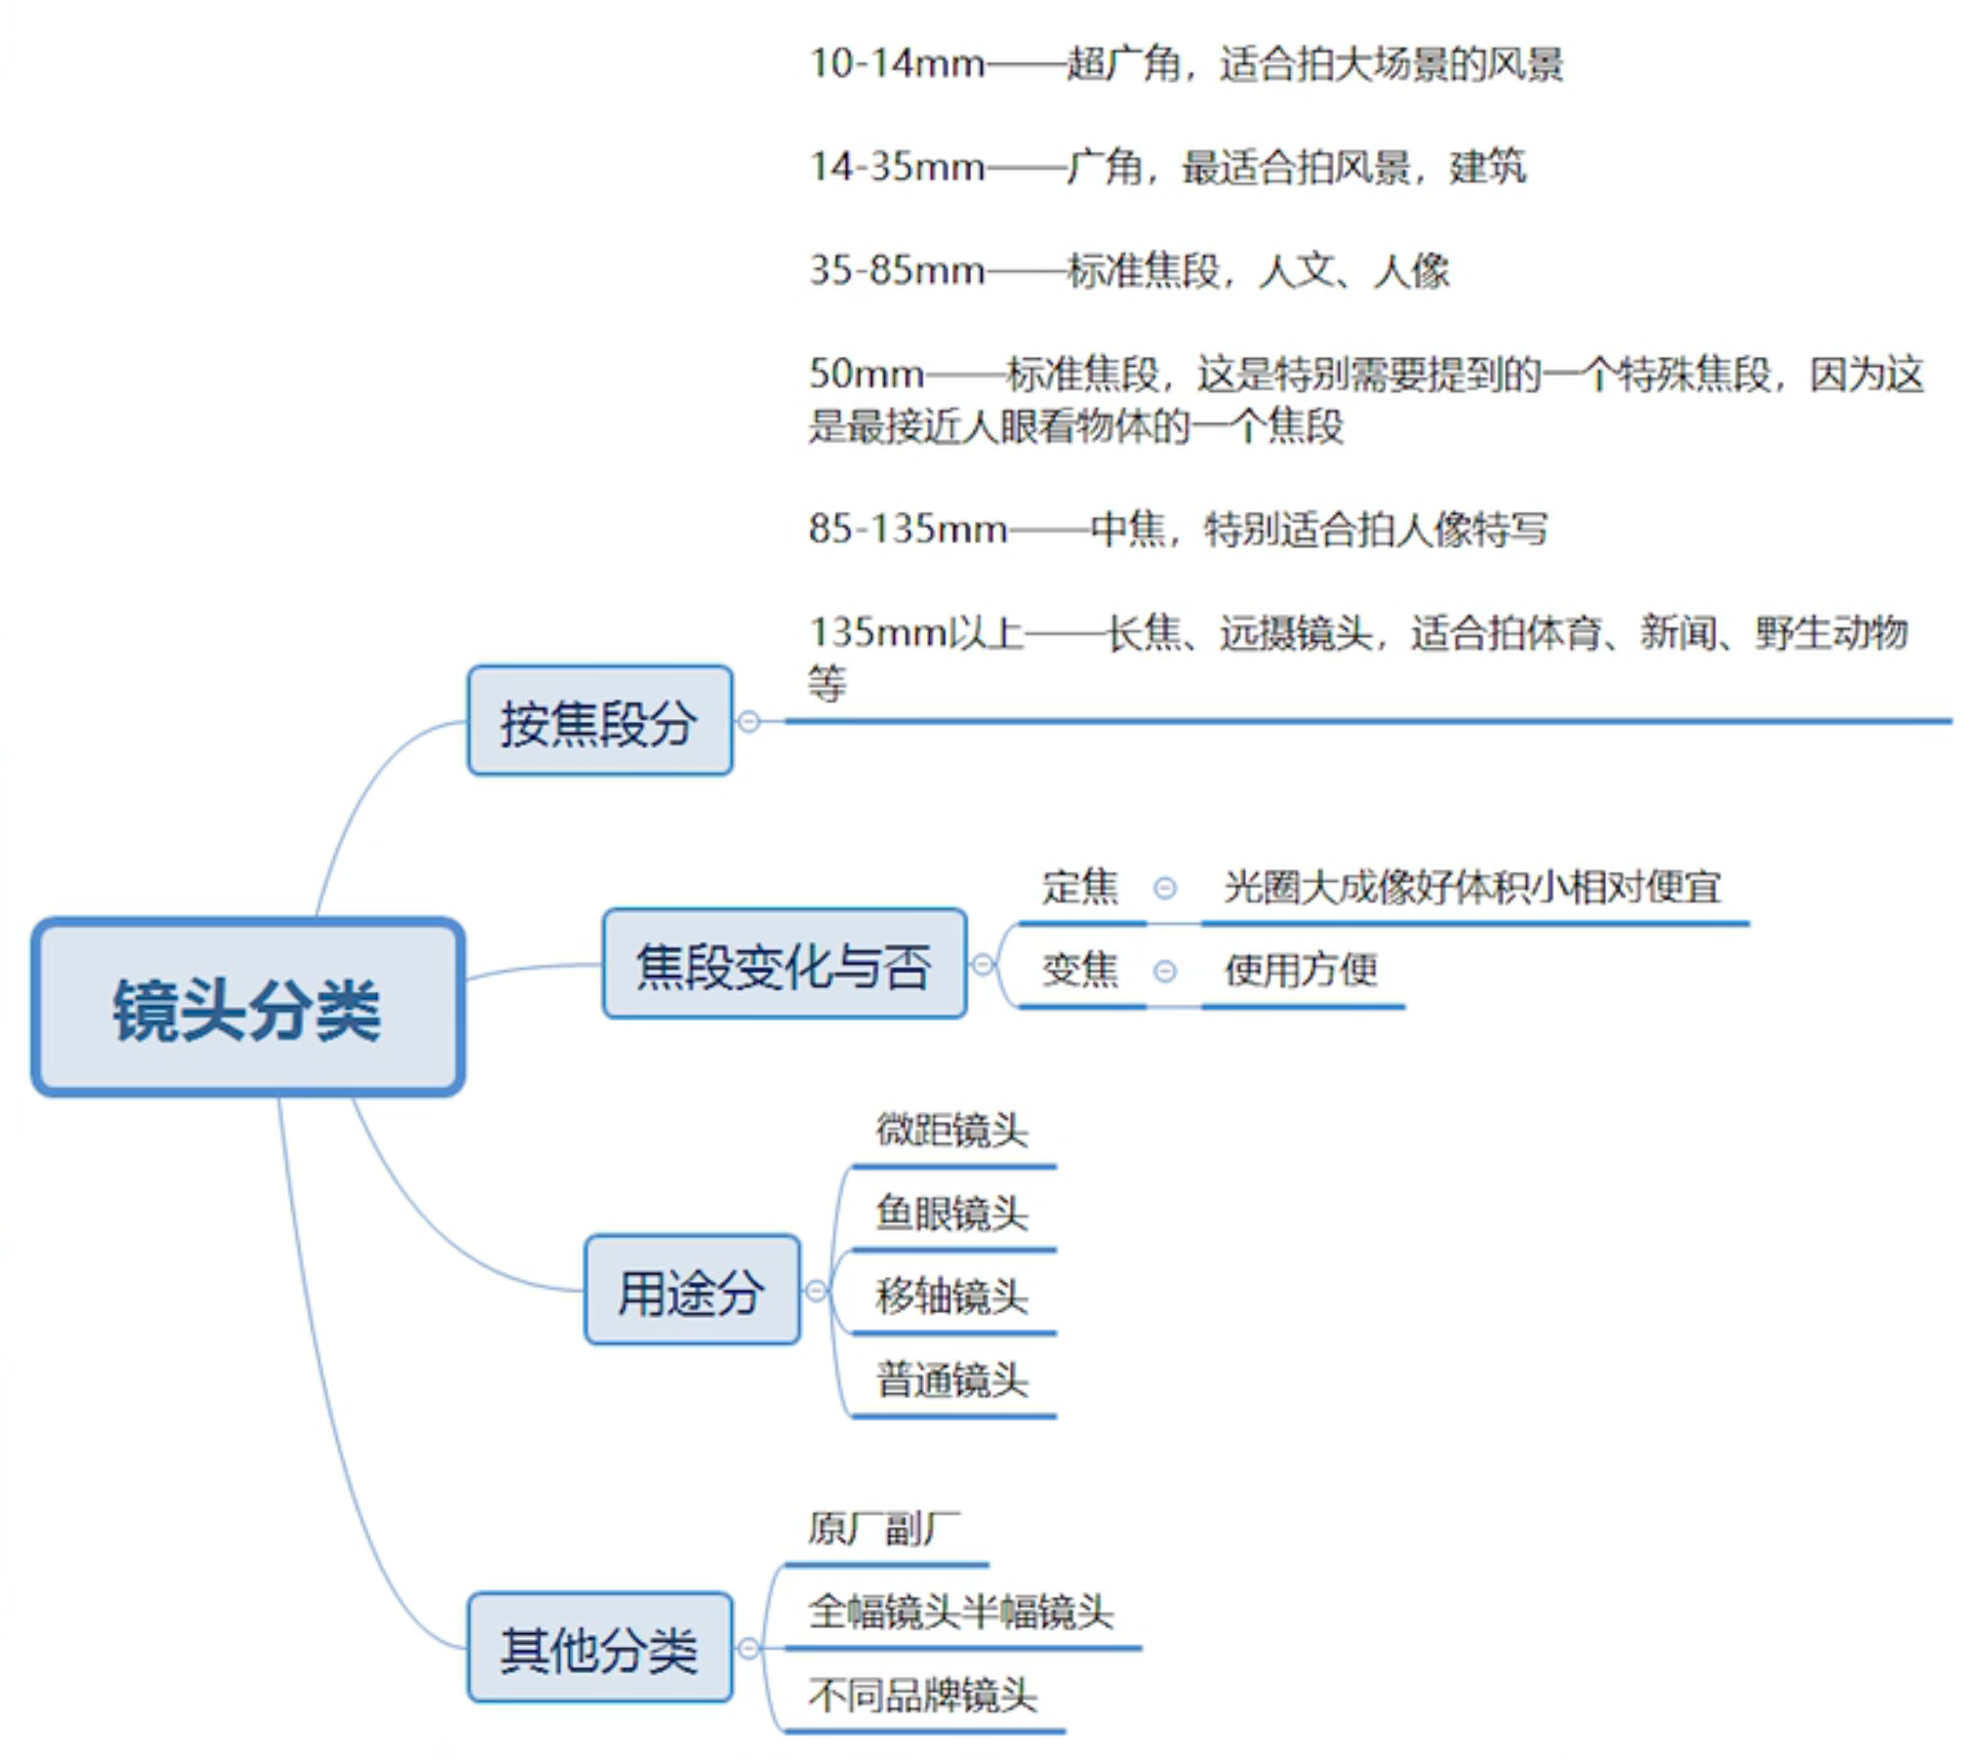 10-14mm——超广角，适合拍大场景的风景
14-35mm——广角，最适合拍风景，建筑
35-85mm——标准焦段，人文、人像
50mm——标准焦段，这是特别需要提到的一个特殊焦段，因为这
是最接近人眼看物体的一个焦段
85-135mm——中焦，特别适合拍人像特写
135mm以上——长焦、远摄镜头，适合拍体育、新闻、野生动物
等
按焦段分
镜头分类
焦段变化与否
定焦
光圈大成像好体积小相对便宜
变焦
使用方便
用途分
微距镜头
鱼眼镜头
移轴镜头
普通镜头
其他分类
原厂副厂
全幅镜头半幅镜头
不同品牌镜头